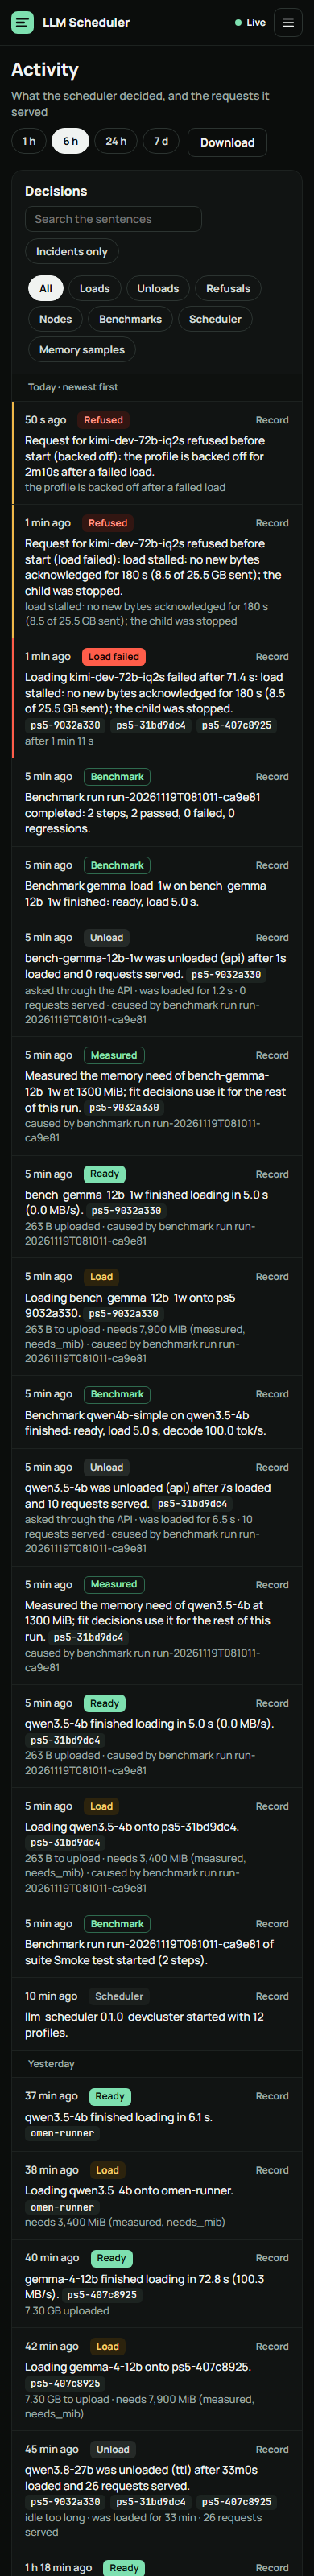 LLM Scheduler
Live
Activity
What the scheduler decided, and the requests it
served
1 h
6 h
24 h
7 d
Download
Decisions
Search the sentences
Incidents only
All
Loads
Unloads
Refusals
Nodes
Benchmarks
Scheduler
Memory samples
Today · newest first
50 s ago Refused Record
Request for kimi-dev-72b-iq2s refused before
start (backed off): the profile is backed off for
2m10s after a failed load.
the profile is backed off after a failed load
1 min ago Refused Record
Request for kimi-dev-72b-iq2s refused before
start (load failed): load stalled: no new bytes
acknowledged for 180 s (8.5 of 25.5 GB sent); the
child was stopped.
load stalled: no new bytes acknowledged for 180 s
(8.5 of 25.5 GB sent); the child was stopped
1 min ago Load failed Record
Loading kimi-dev-72b-iq2s failed after 71.4 s: load
stalled: no new bytes acknowledged for 180 s (8.5
of 25.5 GB sent); the child was stopped.
ps5-9032a330 ps5-31bd9dc4 ps5-407c8925
after 1 min 11 s
5 min ago Benchmark Record
Benchmark run run-20261119T081011-ca9e81
completed: 2 steps, 2 passed, 0 failed, 0
regressions.
5 min ago Benchmark Record
Benchmark gemma-load-1w on bench-gemma-
12b-1w finished: ready, load 5.0 s.
5 min ago Unload Record
bench-gemma-12b-1w was unloaded (api) after 1s
loaded and 0 requests served. ps5-9032a330
asked through the API · was loaded for 1.2 s · 0
requests served · caused by benchmark run run-
20261119T081011-ca9e81
5 min ago Measured Record
Measured the memory need of bench-gemma-
12b-1w at 1300 MiB; fit decisions use it for the rest
of this run. ps5-9032a330
caused by benchmark run run-20261119T081011-
ca9e81
5 min ago Ready Record
bench-gemma-12b-1w finished loading in 5.0 s
(0.0 MB/s). ps5-9032a330
263 B uploaded · caused by benchmark run run-
20261119T081011-ca9e81
5 min ago Load Record
Loading bench-gemma-12b-1w onto ps5-
9032a330. ps5-9032a330
263 B to upload · needs 7,900 MiB (measured,
needs_mib) · caused by benchmark run run-
20261119T081011-ca9e81
5 min ago Benchmark Record
Benchmark qwen4b-simple on qwen3.5-4b
finished: ready, load 5.0 s, decode 100.0 tok/s.
5 min ago Unload Record
qwen3.5-4b was unloaded (api) after 7s loaded
and 10 requests served. ps5-31bd9dc4
asked through the API · was loaded for 6.5 s · 10
requests served · caused by benchmark run run-
20261119T081011-ca9e81
5 min ago Measured Record
Measured the memory need of qwen3.5-4b at
1300 MiB; fit decisions use it for the rest of this
run. ps5-31bd9dc4
caused by benchmark run run-20261119T081011-
ca9e81
5 min ago Ready Record
qwen3.5-4b finished loading in 5.0 s (0.0 MB/s).
ps5-31bd9dc4
263 B uploaded · caused by benchmark run run-
20261119T081011-ca9e81
5 min ago Load Record
Loading qwen3.5-4b onto ps5-31bd9dc4.
ps5-31bd9dc4
263 B to upload · needs 3,400 MiB (measured,
needs_mib) · caused by benchmark run run-
20261119T081011-ca9e81
5 min ago Benchmark Record
Benchmark run run-20261119T081011-ca9e81 of
suite Smoke test started (2 steps).
10 min ago Scheduler Record
llm-scheduler 0.1.0-devcluster started with 12
profiles.
Yesterday
37 min ago Ready Record
qwen3.5-4b finished loading in 6.1 s.
omen-runner
38 min ago Load Record
Loading qwen3.5-4b onto omen-runner.
omen-runner
needs 3,400 MiB (measured, needs_mib)
40 min ago Ready Record
gemma-4-12b finished loading in 72.8 s (100.3
MB/s). ps5-407c8925
7.30 GB uploaded
42 min ago Load Record
Loading gemma-4-12b onto ps5-407c8925.
ps5-407c8925
7.30 GB to upload · needs 7,900 MiB (measured,
needs_mib)
45 min ago Unload Record
qwen3.8-27b was unloaded (ttl) after 33m0s
loaded and 26 requests served.
ps5-9032a330 ps5-31bd9dc4 ps5-407c8925
idle too long · was loaded for 33 min · 26 requests
served
1 h 18 min ago Ready Record